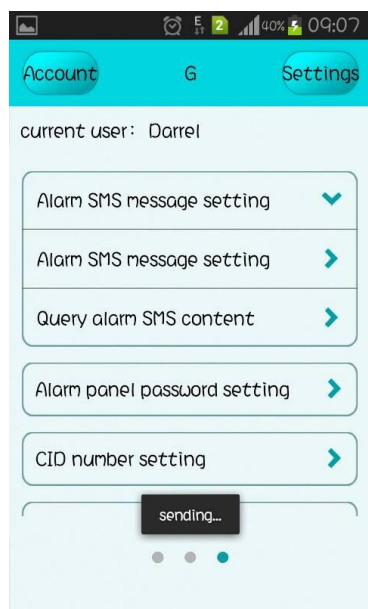 E 2 40% 09:07
Account G Settings
current user: Darrel
Alarm SMS message setting
Alarm SMS message setting
Query alarm SMS content
Alarm panel password setting
CID number setting
sending...